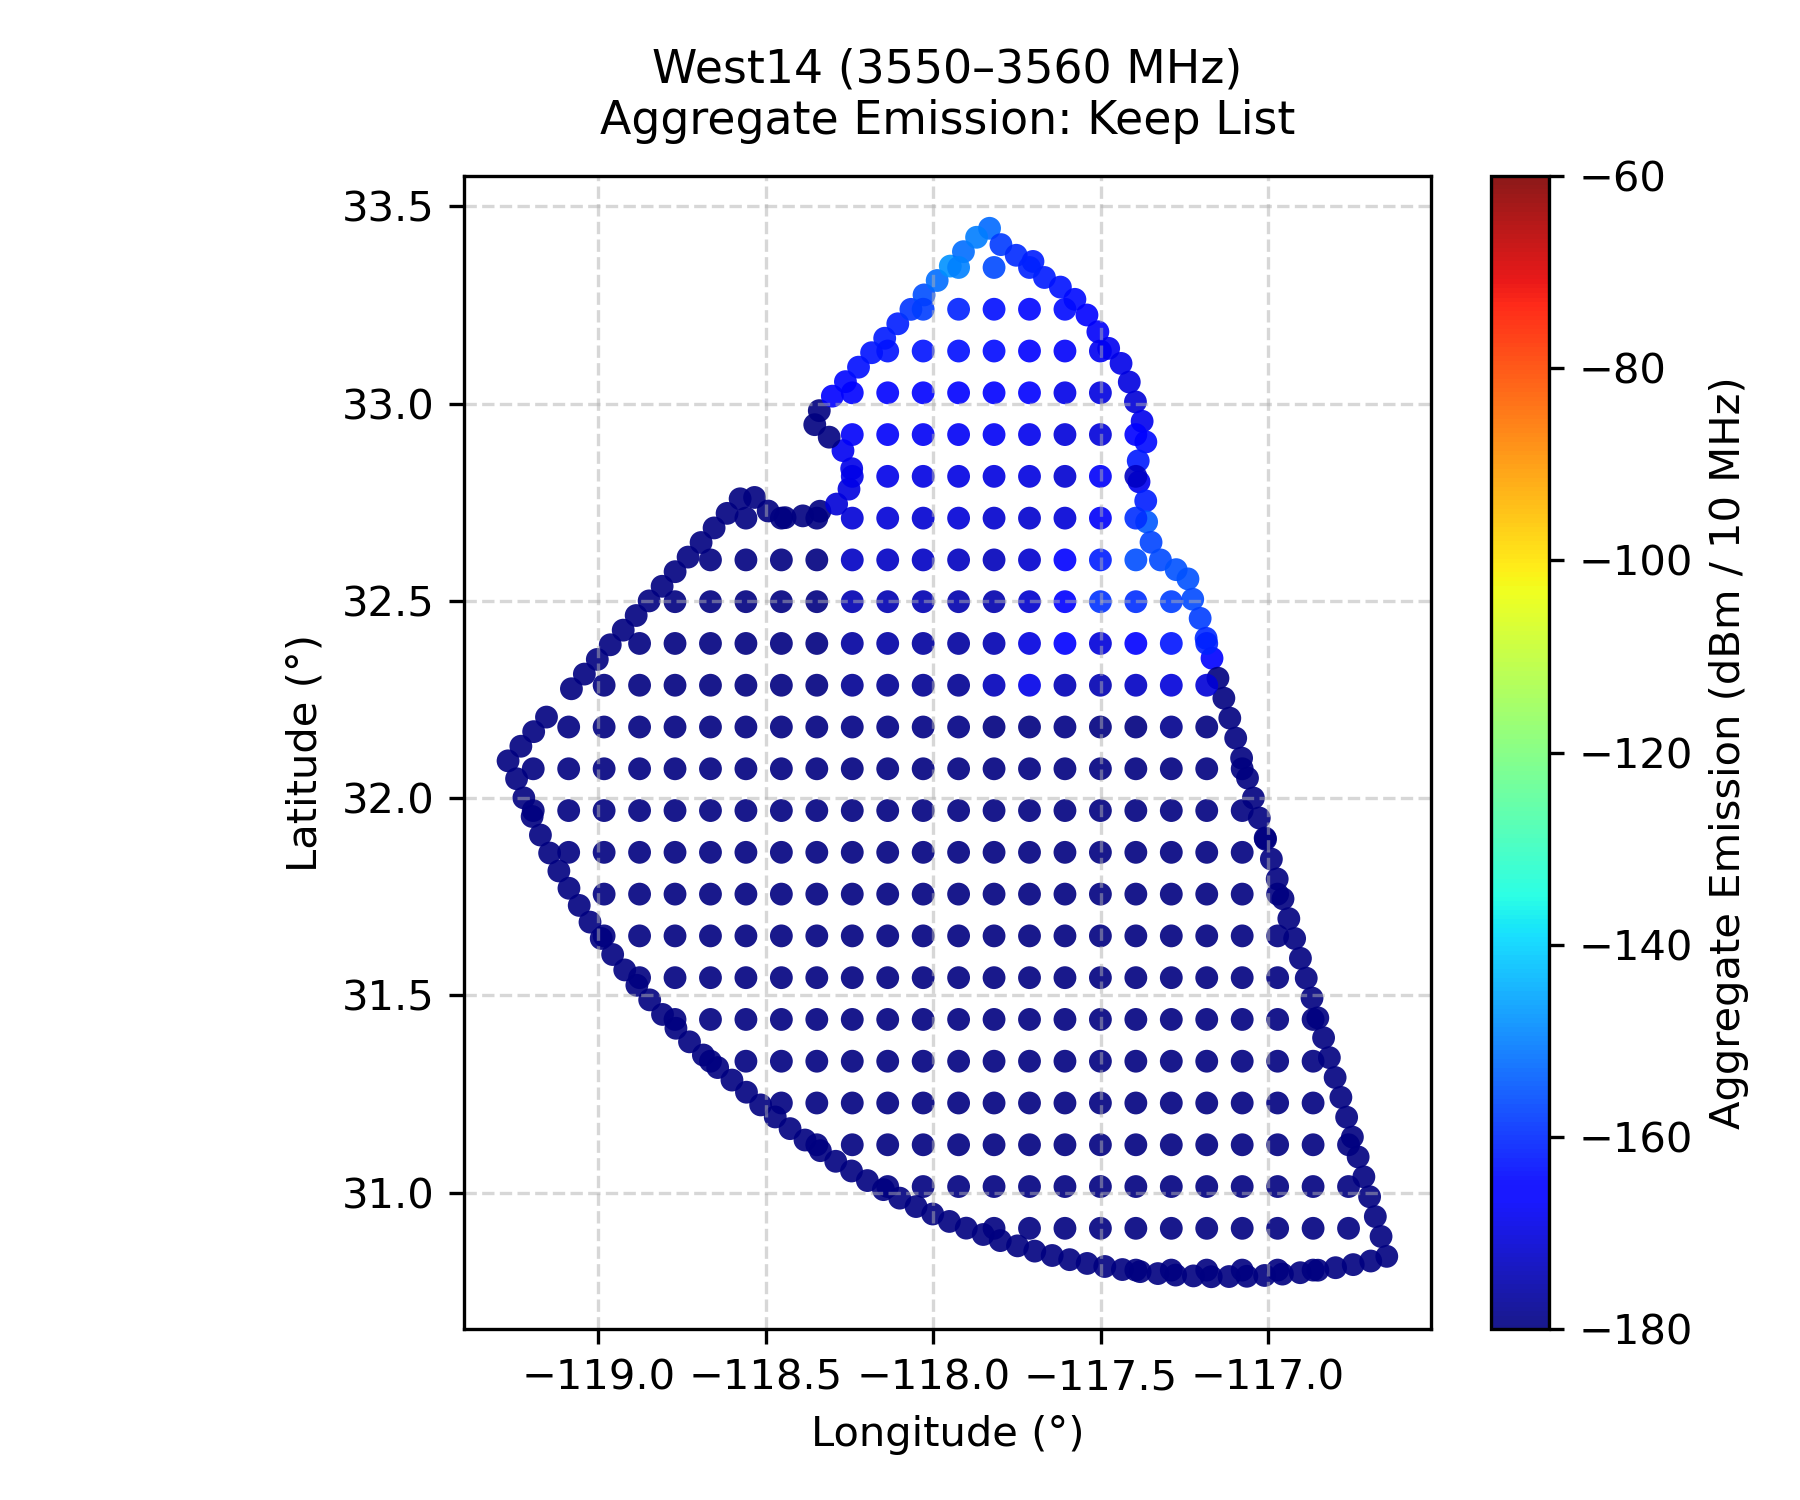 West14 (3550–3560 MHz)
Aggregate Emission: Keep List
33.5
33.0
32.5
32.0
31.5
31.0
Latitude (°)
−119.0 −118.5 −118.0 −117.5 −117.0
Longitude (°)
−60
−80
−100
−120
−140
−160
−180
Aggregate Emission (dBm / 10 MHz)